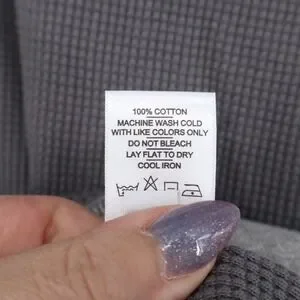 100% COTTON
MACHINE WASH COLD
WITH LIKE COLORS ONLY
DO NOT BLEACH
LAY FLAT TO DRY
COOL IRON